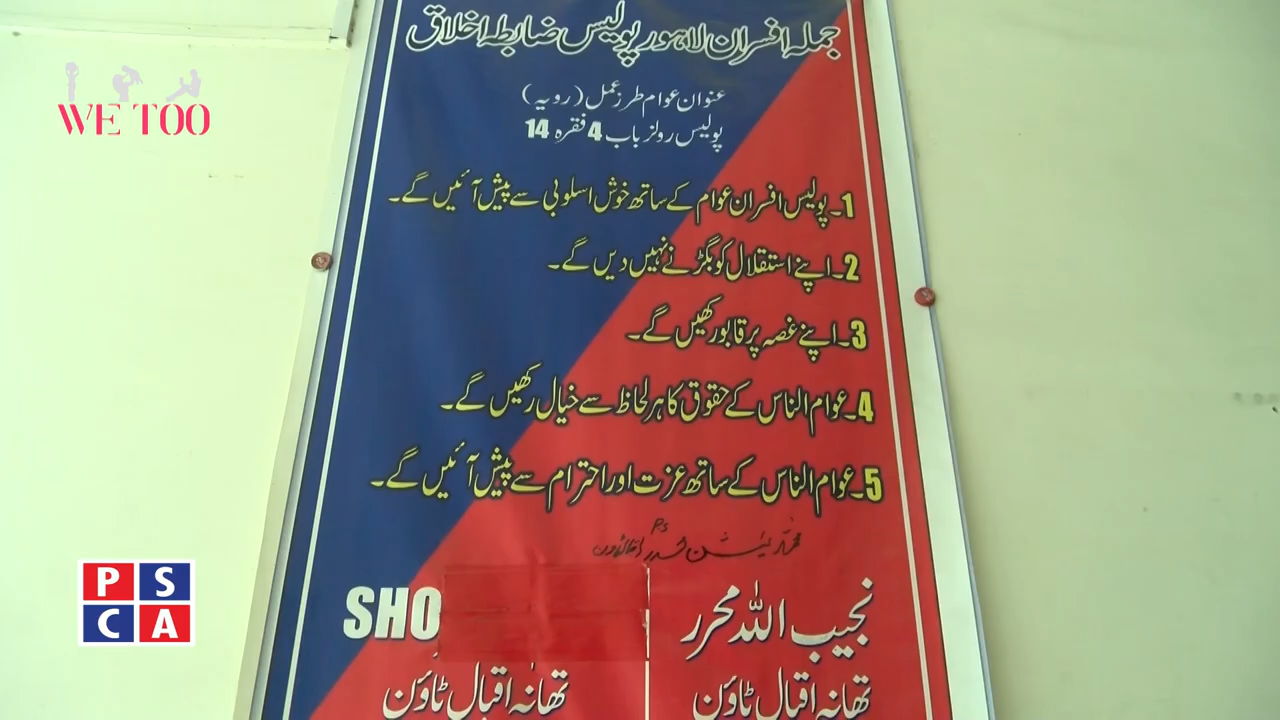 جملہ افسران لاہور پولیس ضابطہ اخلاق
عنوان عوام طرز عمل (رویہ)
پولیس رولز باب 4 فقرہ 14
1۔ پولیس افسران عوام کے ساتھ خوش اسلوبی سے پیش آئیں گے۔
2۔ اپنے استقلال کو بگڑنے نہیں دیں گے۔
3۔ اپنے غصہ پر قابو رکھیں گے۔
4۔ عوام الناس کے حقوق کا ہر لحاظ سے خیال رکھیں گے۔
5۔ عوام الناس کے ساتھ عزت اور احترام سے پیش آئیں گے۔
نجیب اللہ محرر
تھانہ اقبال ٹاؤن
SHO
تھانہ اقبال ٹاؤن
WE TOO
PS
CA